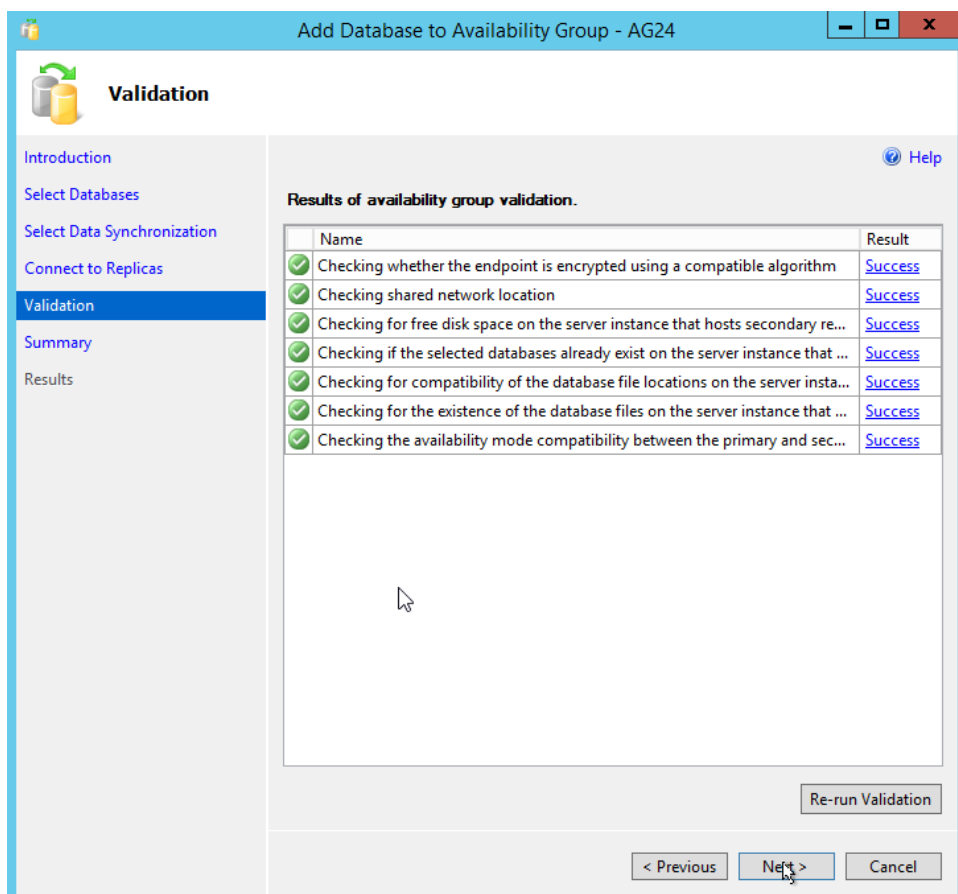 Add Database to Availability Group - AG24
Validation
Introduction
Select Databases
Select Data Synchronization
Connect to Replicas
Validation
Summary
Results
Help
Results of availability group validation.
Name Result
Checking whether the endpoint is encrypted using a compatible algorithm Success
Checking shared network location Success
Checking for free disk space on the server instance that hosts secondary re... Success
Checking if the selected databases already exist on the server instance that ... Success
Checking for compatibility of the database file locations on the server insta... Success
Checking for the existence of the database files on the server instance that ... Success
Checking the availability mode compatibility between the primary and sec... Success
Re-run Validation
< Previous Next > Cancel